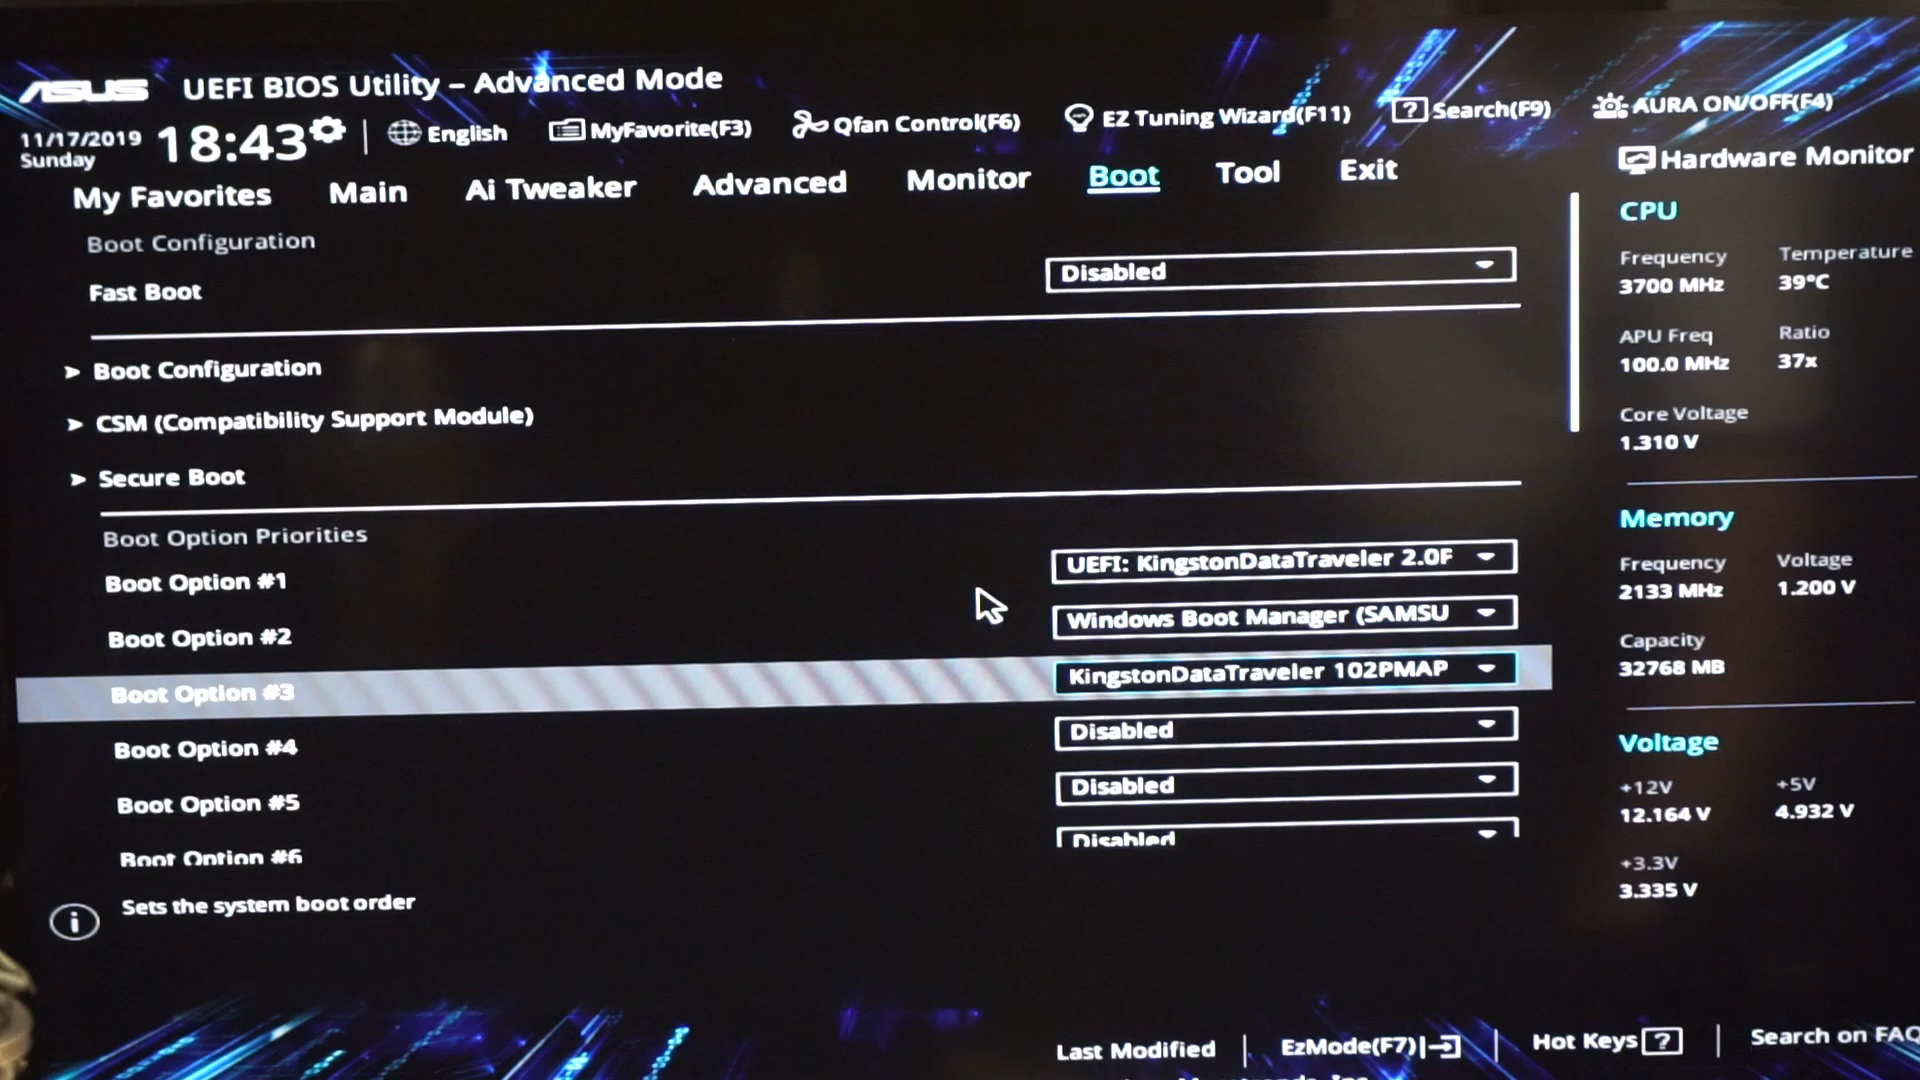 ASUS UEFI BIOS Utility – Advanced Mode
11/17/2019
Sunday
18:43
English
MyFavorite(F3)
Qfan Control(F6)
EZ Tuning Wizard(F11)
? Search(F9)
AURA ON/OFF(F4)
My Favorites
Main
Ai Tweaker
Advanced
Monitor
Boot
Tool
Exit
Boot Configuration
Fast Boot
Disabled
Boot Configuration
CSM (Compatibility Support Module)
Secure Boot
Boot Option Priorities
Boot Option #1
UEFI: KingstonDataTraveler 2.0F
Boot Option #2
Windows Boot Manager (SAMSU
Boot Option #3
KingstonDataTraveler 102PMAP
Boot Option #4
Disabled
Boot Option #5
Disabled
Boot Option #6
Disabled
i Sets the system boot order
Hardware Monitor
CPU
Frequency Temperature
3700 MHz 39°C
APU Freq Ratio
100.0 MHz 37x
Core Voltage
1.310 V
Memory
Frequency Voltage
2133 MHz 1.200 V
Capacity
32768 MB
Voltage
+12V +5V
12.164 V 4.932 V
+3.3V
3.335 V
Last Modified
EzMode(F7)
Hot Keys ?
Search on FAQ